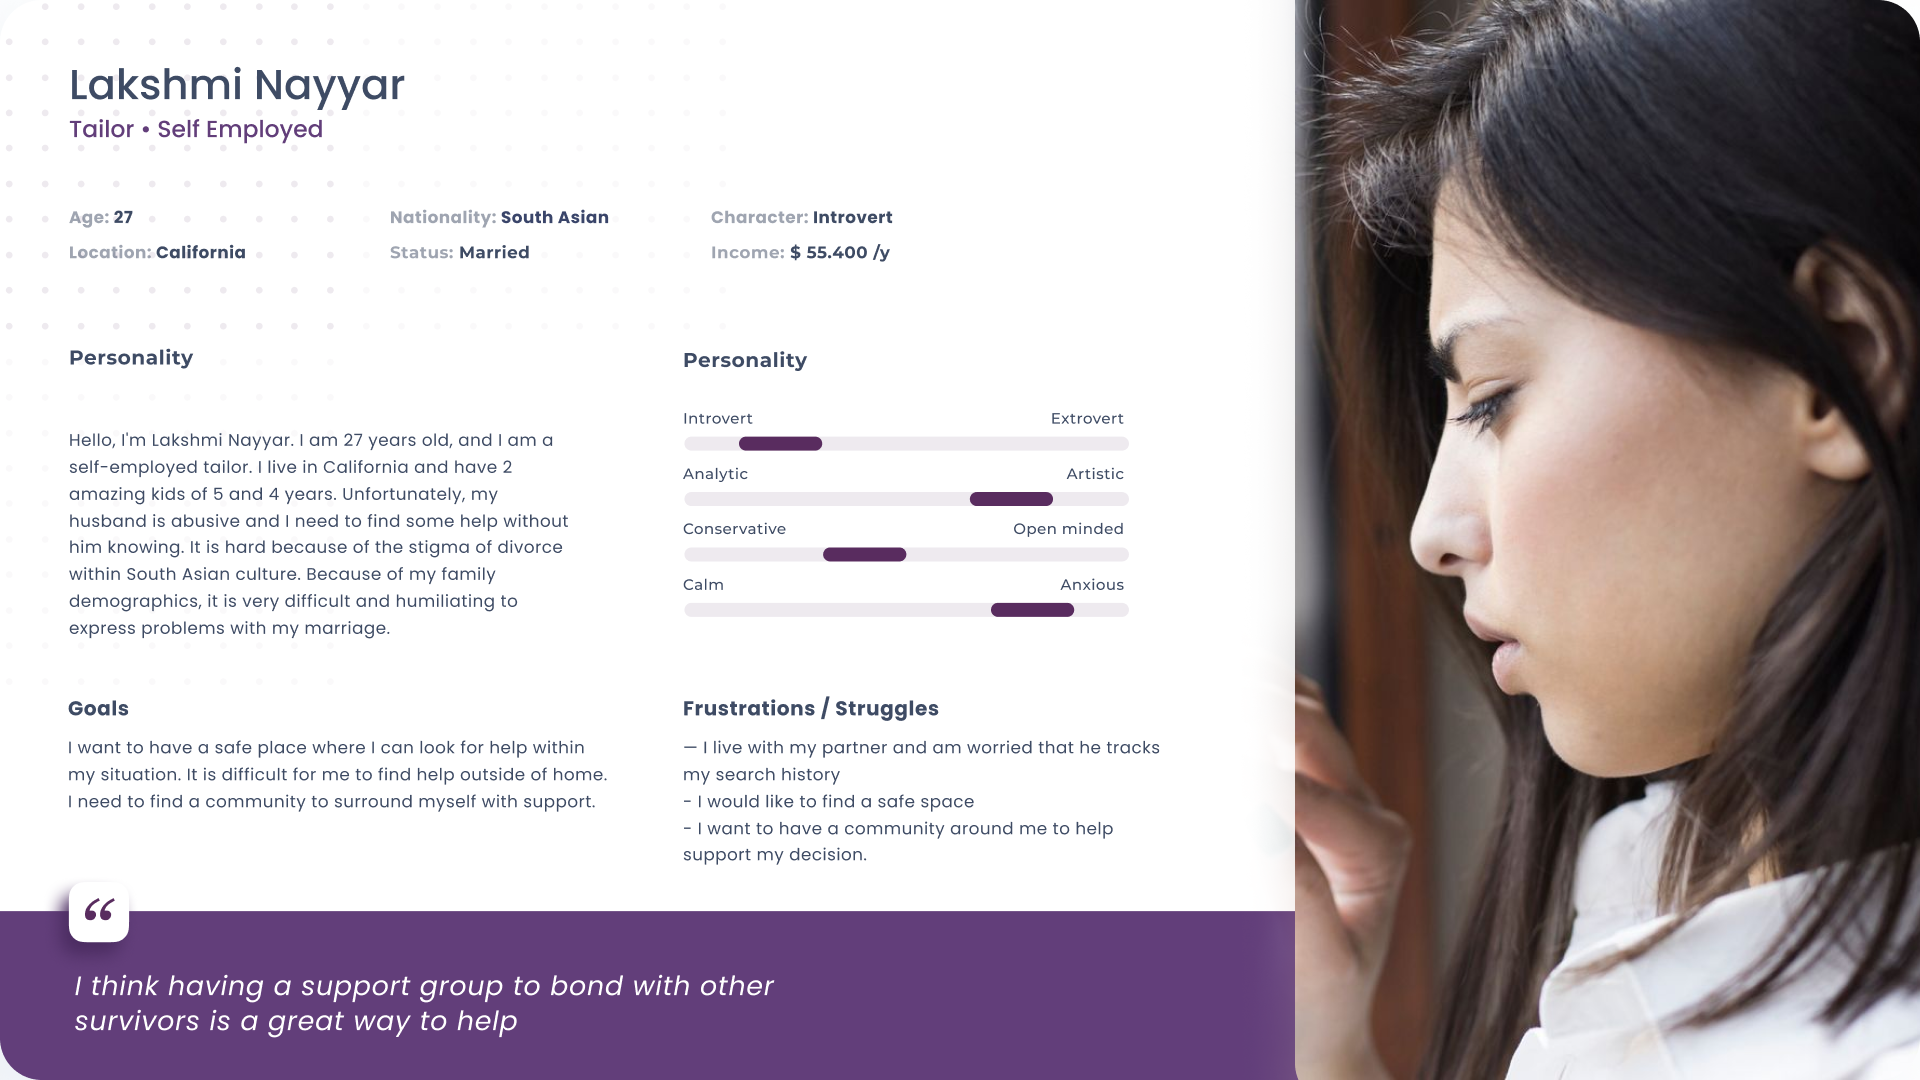 Lakshmi Nayyar
Tailor • Self Employed
Age: 27
Nationality: South Asian
Character: Introvert
Location: California
Status: Married
Income: $ 55.400 /y
Personality
Hello, I'm Lakshmi Nayyar. I am 27 years old, and I am a
self-employed tailor. I live in California and have 2
amazing kids of 5 and 4 years. Unfortunately, my
husband is abusive and I need to find some help without
him knowing. It is hard because of the stigma of divorce
within South Asian culture. Because of my family
demographics, it is very difficult and humiliating to
express problems with my marriage.
Personality
Introvert
Extrovert
Analytic
Artistic
Conservative
Open minded
Calm
Anxious
Goals
I want to have a safe place where I can look for help within
my situation. It is difficult for me to find help outside of home.
I need to find a community to surround myself with support.
Frustrations / Struggles
— I live with my partner and am worried that he tracks
my search history
- I would like to find a safe space
- I want to have a community around me to help
support my decision.
“
I think having a support group to bond with other
survivors is a great way to help